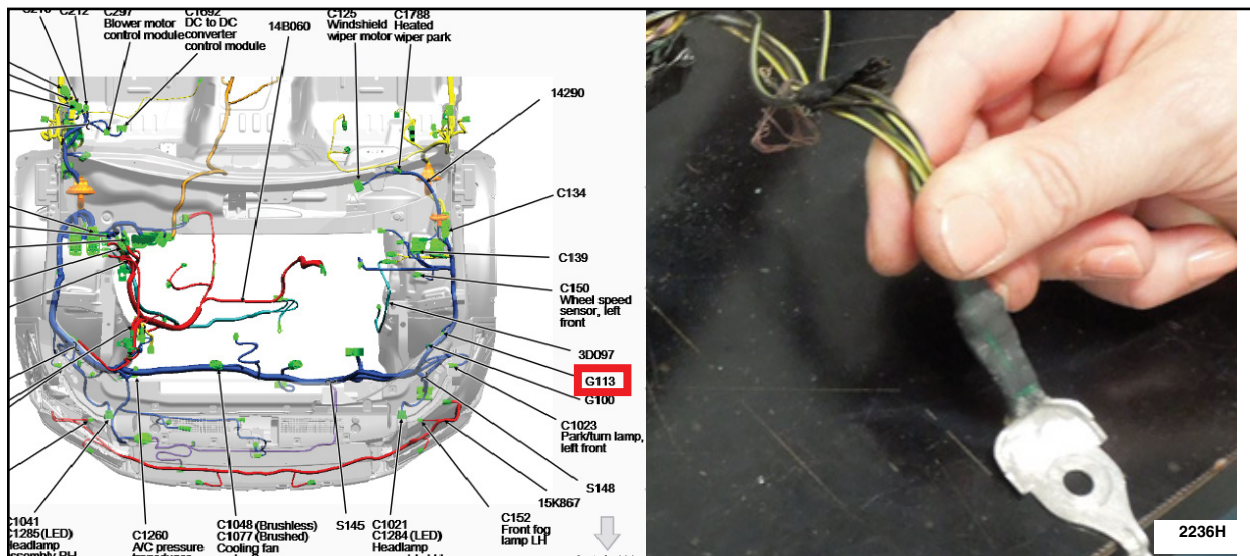 C212
C297
Blower motor
control module
C1692
DC to DC
converter
control module
14B060
C125
Windshield
wiper motor
C1788
Heated
wiper park
14290
C134
C139
C150
Wheel speed
sensor, left
front
3D097
G113
G100
C1023
Park/turn lamp,
left front
S148
15K867
C152
Front fog
lamp LH
C1021
C1284 (LED)
Headlamp
S145
C1048 (Brushless)
C1077 (Brushed)
Cooling fan
C1260
A/C pressure
C1041
C1285 (LED)
Headlamp
2236H